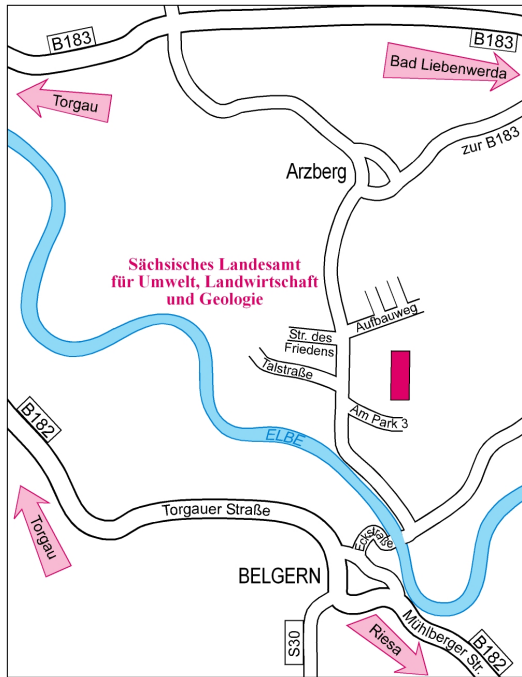 B183
B183
Bad Liebenwerda
Torgau
zur B183
Arzberg
Sächsisches Landesamt
für Umwelt, Landwirtschaft
und Geologie
Aufbauweg
Str. des
Friedens
Talstraße
Am Park 3
B182
ELBE
Torgauer Straße
Torgau
Eckstraße
BELGERN
Mühlberger Str.
S30
Riesa
B182